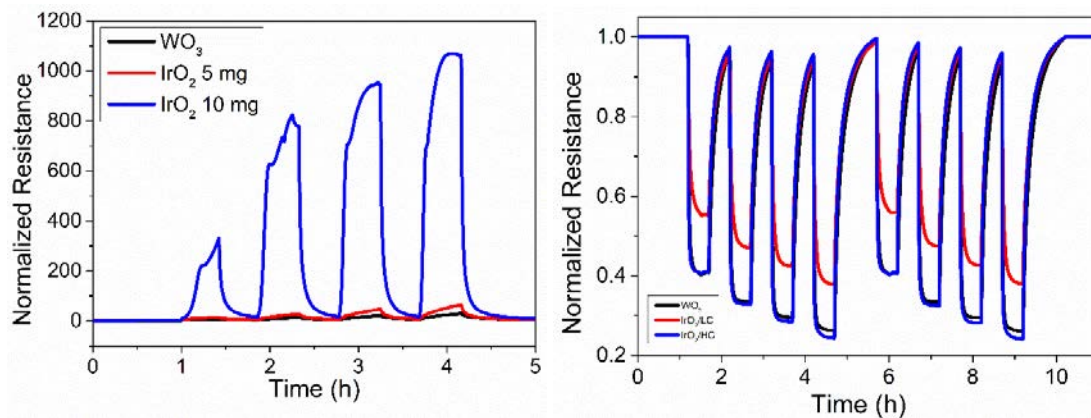 1200
1000
800
600
400
200
0
Normalized Resistance
WO₃
IrO₂ 5 mg
IrO₂ 10 mg
0 1 2 3 4 5
Time (h)
1.0
0.8
0.6
0.4
0.2
Normalized Resistance
WO₃
IrO₂/LC
IrO₂/HC
0 2 4 6 8 10
Time (h)